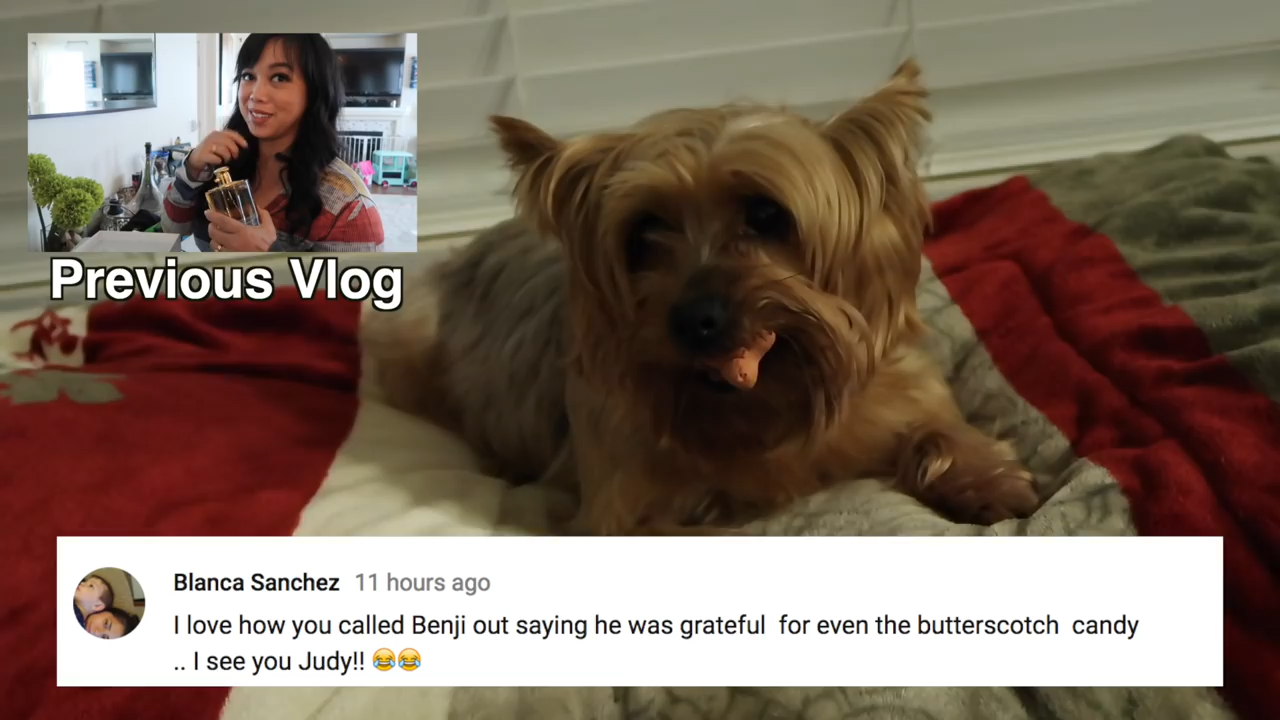 Previous Vlog
Blanca Sanchez 11 hours ago
I love how you called Benji out saying he was grateful for even the butterscotch candy
.. I see you Judy!! 😂😂